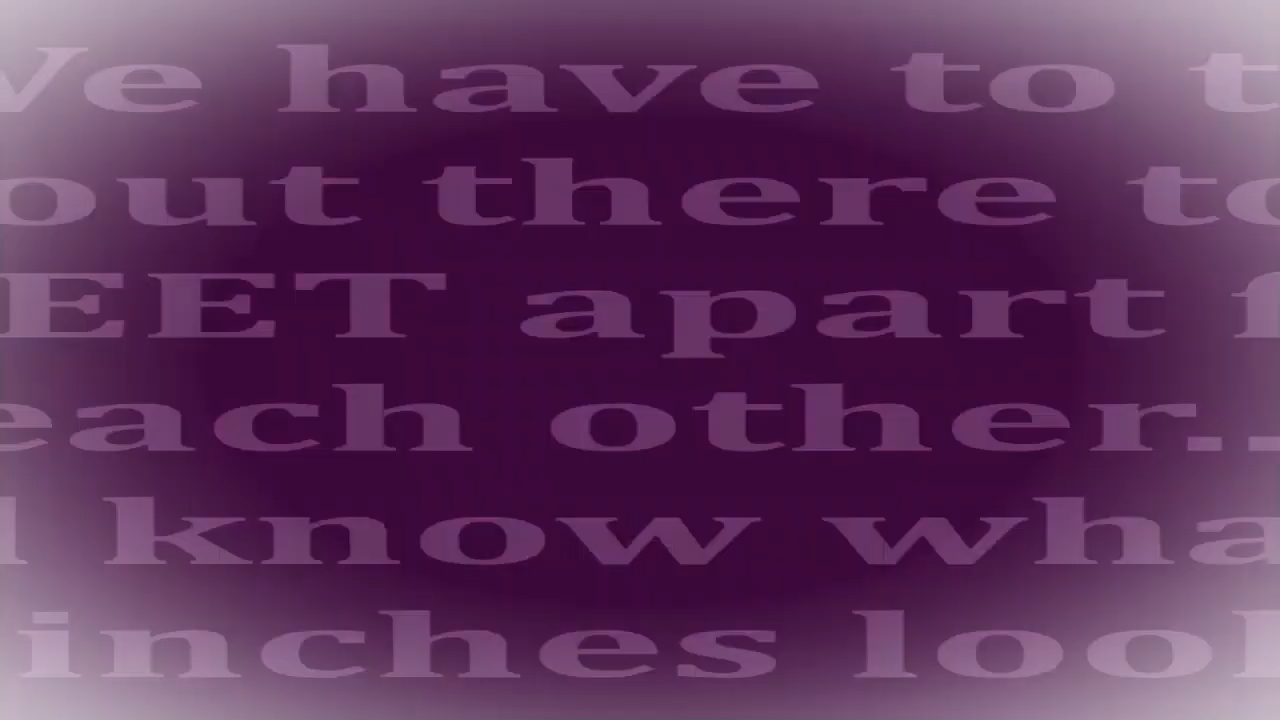 Ve have to t
out there to
EET apart f
each other..
l know wha
inches look